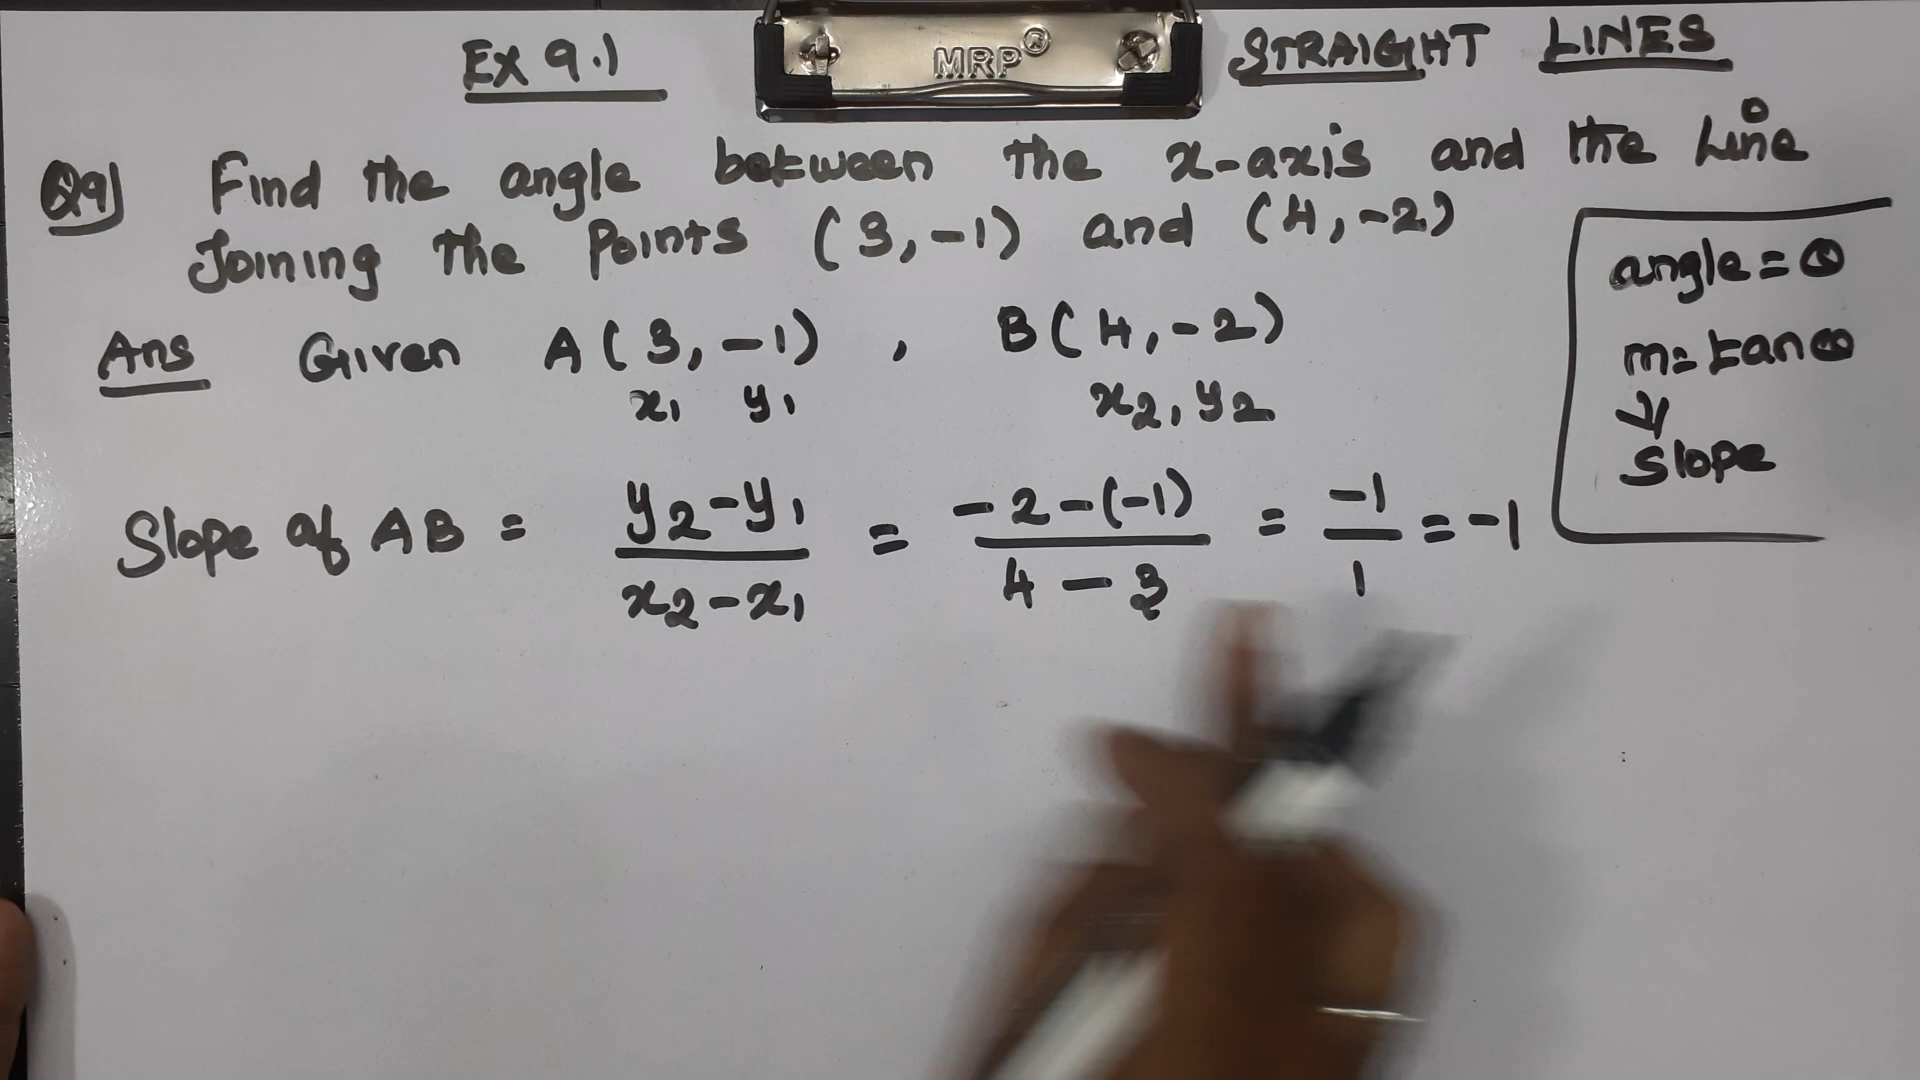 EX 9.1
MRP®
STRAIGHT LINES
Q9) Find the angle between the x-axis and the Line
Joining the Points (3,-1) and (4,-2)
Ans Given A(3,-1) , B(4,-2)
x₁ y₁ x₂, y₂
Slope of AB = y₂-y₁/x₂-x₁ = -2-(-1)/4-3 = -1/1 = -1
angle = θ
m = tan θ
↓
Slope